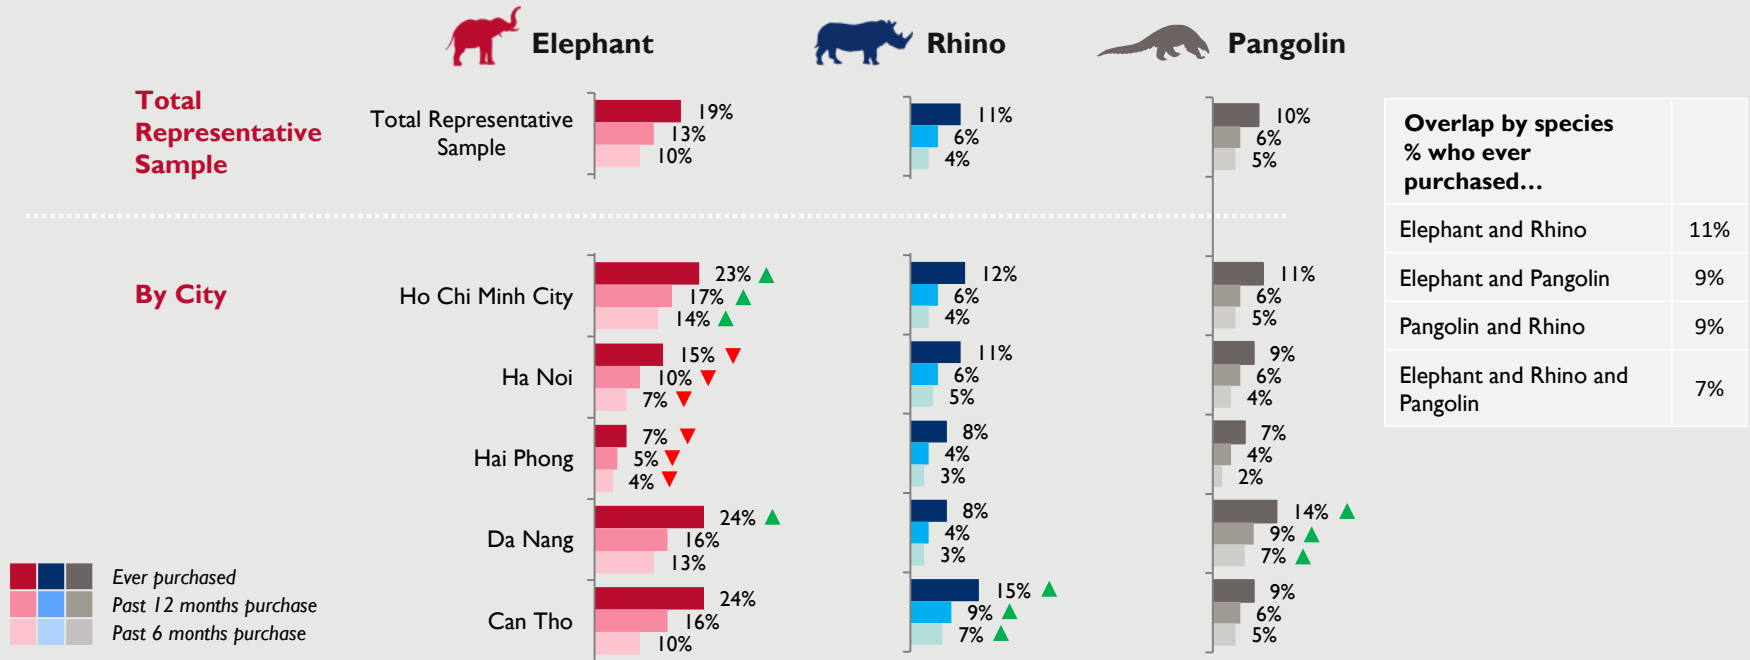 Elephant
Rhino
Pangolin
Total
Representative
Sample
Total Representative
Sample
19%
13%
10%
11%
6%
4%
10%
6%
5%
By City
Ho Chi Minh City
23%
17%
14%
12%
6%
4%
11%
6%
5%
Ha Noi
15%
10%
7%
11%
6%
5%
9%
6%
4%
Hai Phong
7%
5%
4%
8%
4%
3%
7%
4%
2%
Da Nang
24%
16%
13%
8%
4%
3%
14%
9%
7%
Can Tho
24%
16%
10%
15%
9%
7%
9%
6%
5%
Overlap by species
% who ever
purchased…
Elephant and Rhino 11%
Elephant and Pangolin 9%
Pangolin and Rhino 9%
Elephant and Rhino and
Pangolin 7%
Ever purchased
Past 12 months purchase
Past 6 months purchase